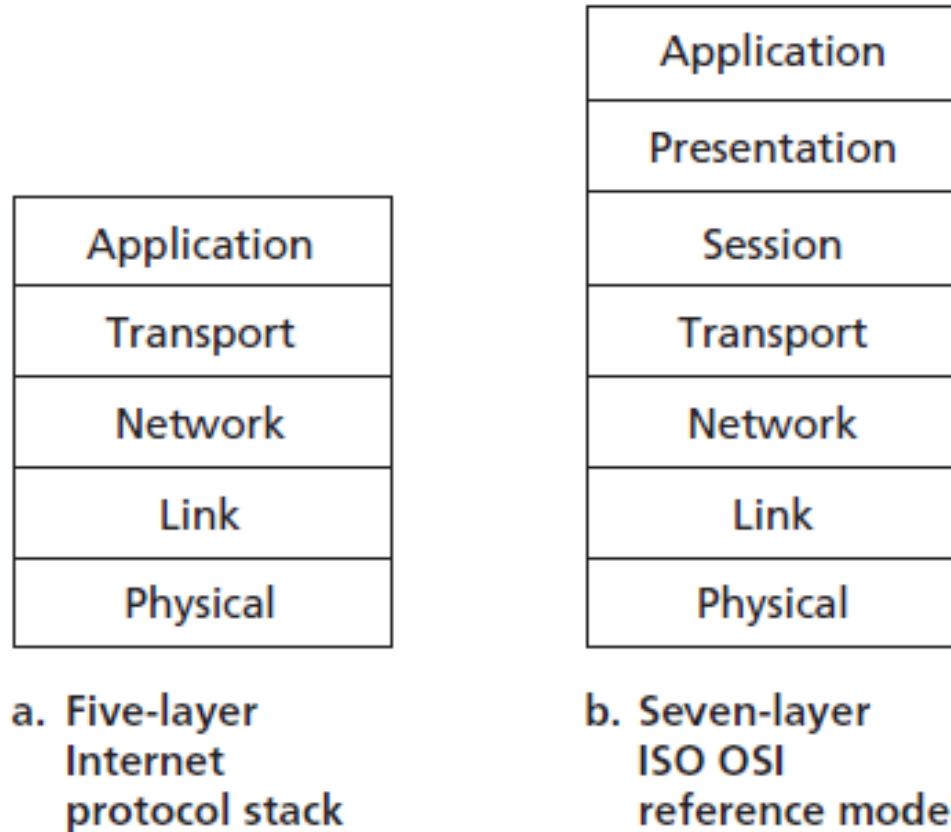 Application
Transport
Network
Link
Physical
a. Five-layer
Internet
protocol stack
Application
Presentation
Session
Transport
Network
Link
Physical
b. Seven-layer
ISO OSI
reference mode